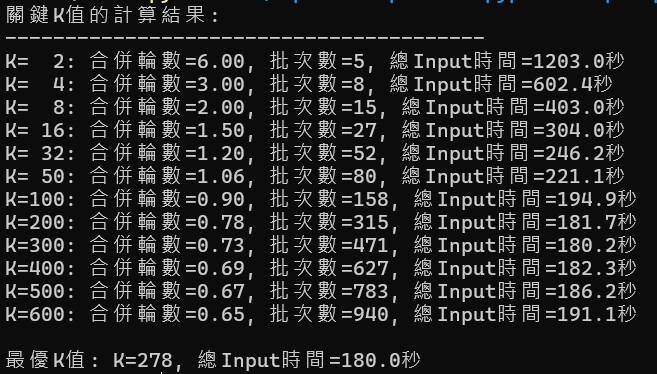 關鍵K值的計算結果:
----------------------------------------
K=  2: 合併輪數=6.00, 批次數=5, 總Input時間=1203.0秒
K=  4: 合併輪數=3.00, 批次數=8, 總Input時間=602.4秒
K=  8: 合併輪數=2.00, 批次數=15, 總Input時間=403.0秒
K= 16: 合併輪數=1.50, 批次數=27, 總Input時間=304.0秒
K= 32: 合併輪數=1.20, 批次數=52, 總Input時間=246.2秒
K= 50: 合併輪數=1.06, 批次數=80, 總Input時間=221.1秒
K=100: 合併輪數=0.90, 批次數=158, 總Input時間=194.9秒
K=200: 合併輪數=0.78, 批次數=315, 總Input時間=181.7秒
K=300: 合併輪數=0.73, 批次數=471, 總Input時間=180.2秒
K=400: 合併輪數=0.69, 批次數=627, 總Input時間=182.3秒
K=500: 合併輪數=0.67, 批次數=783, 總Input時間=186.2秒
K=600: 合併輪數=0.65, 批次數=940, 總Input時間=191.1秒
最優K值: K=278, 總Input時間=180.0秒